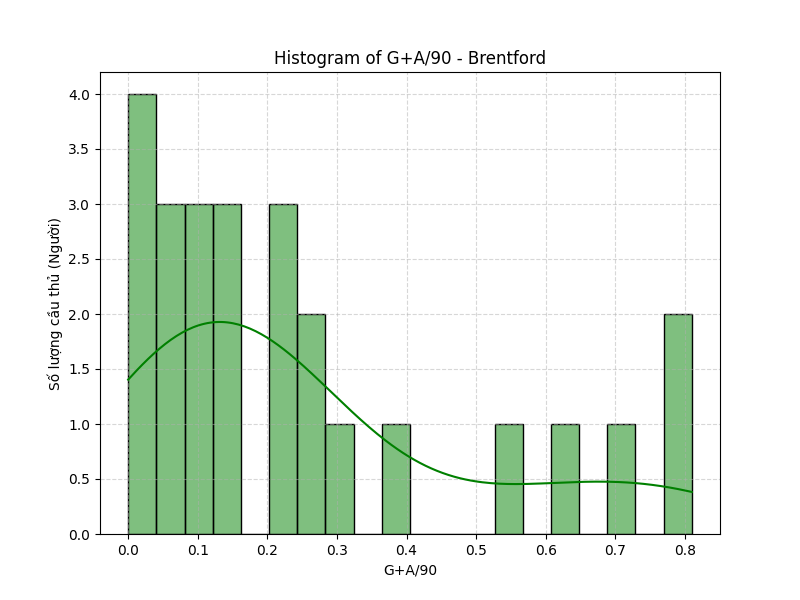 Histogram of G+A/90 - Brentford
Số lượng cầu thủ (Người)
4.0
3.5
3.0
2.5
2.0
1.5
1.0
0.5
0.0
0.0 0.1 0.2 0.3 0.4 0.5 0.6 0.7 0.8
G+A/90